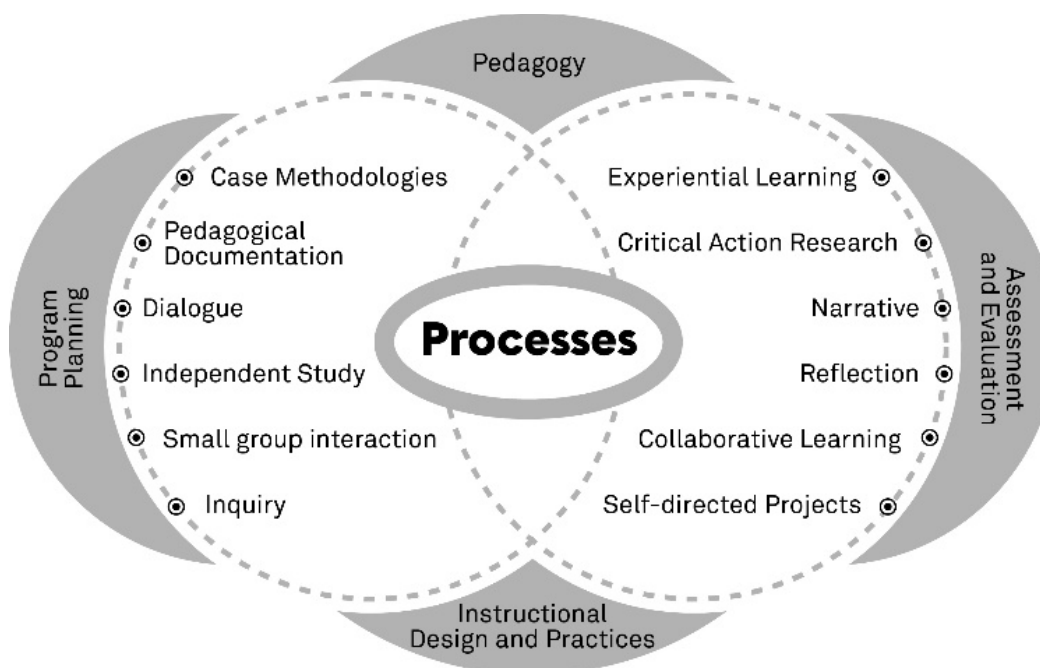 Pedagogy
Program
Planning
Case Methodologies
Pedagogical
Documentation
Dialogue
Independent Study
Small group interaction
Inquiry
Processes
Experiential Learning
Critical Action Research
Narrative
Reflection
Collaborative Learning
Self-directed Projects
Assessment
and Evaluation
Instructional
Design and Practices